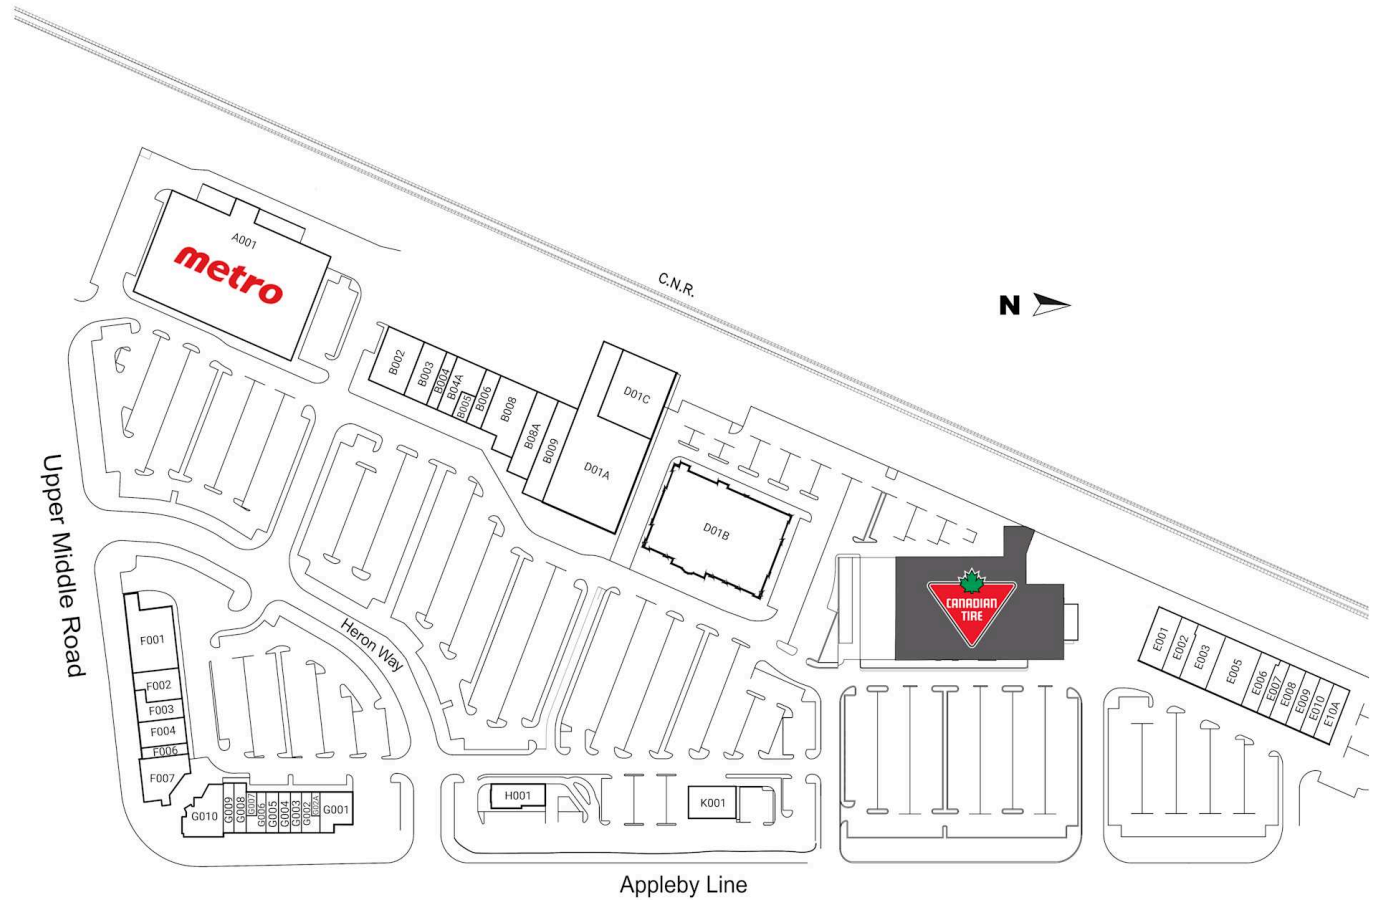 A001
metro
C.N.R.
N
B002
B003
B004
B04A
B005
B006
B008
B08A
B009
D01C
D01A
D01B
CANADIAN
TIRE
E001
E002
E003
E005
E006
E007
E008
E009
E010
E10A
Upper Middle Road
Heron Way
F001
F002
F003
F004
F006
F007
G010
G009
G008
G007
G006
G005
G004
G003
G002
G02A
G001
H001
K001
Appleby Line